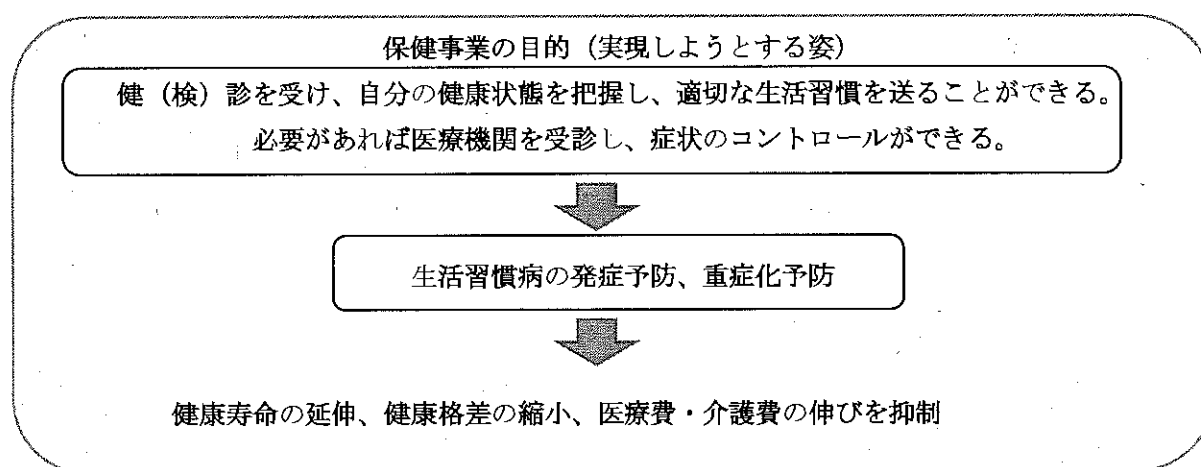 保健事業の目的（実現しようとする姿）
健（検）診を受け、自分の健康状態を把握し、適切な生活習慣を送ることができる。
必要があれば医療機関を受診し、症状のコントロールができる。
生活習慣病の発症予防、重症化予防
健康寿命の延伸、健康格差の縮小、医療費・介護費の伸びを抑制